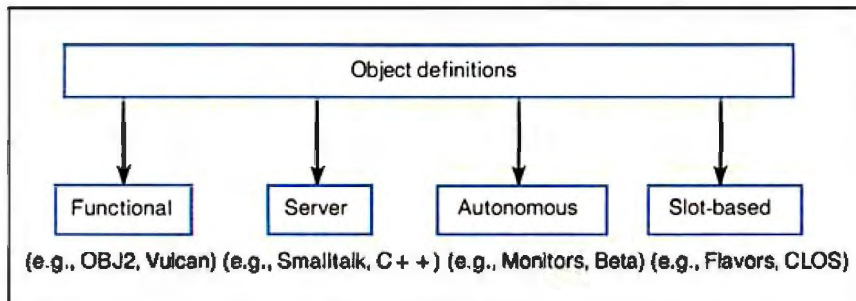 Object definitions
Functional Server Autonomous Slot-based
(e.g., OBJ2, Vulcan) (e.g., Smalltalk, C++) (e.g., Monitors, Beta) (e.g., Flavors, CLOS)